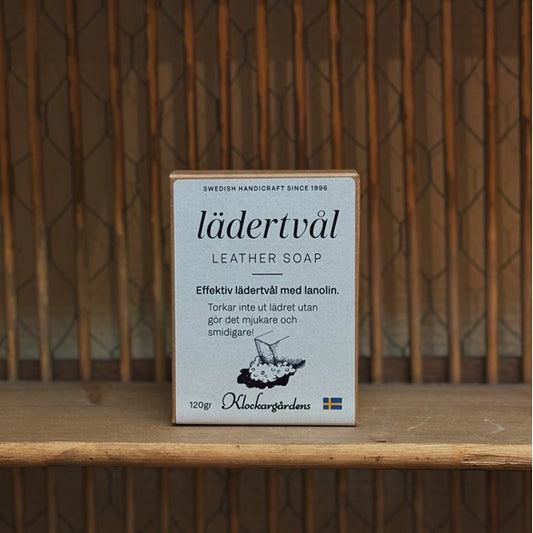 SWEDISH HANDICRAFT SINCE 1996
lädertvål
LEATHER SOAP
Effektiv lädertvål med lanolin.
Torkar inte ut lädret utan
gör det mjukare och
smidigare!
120gr Klockargårdens